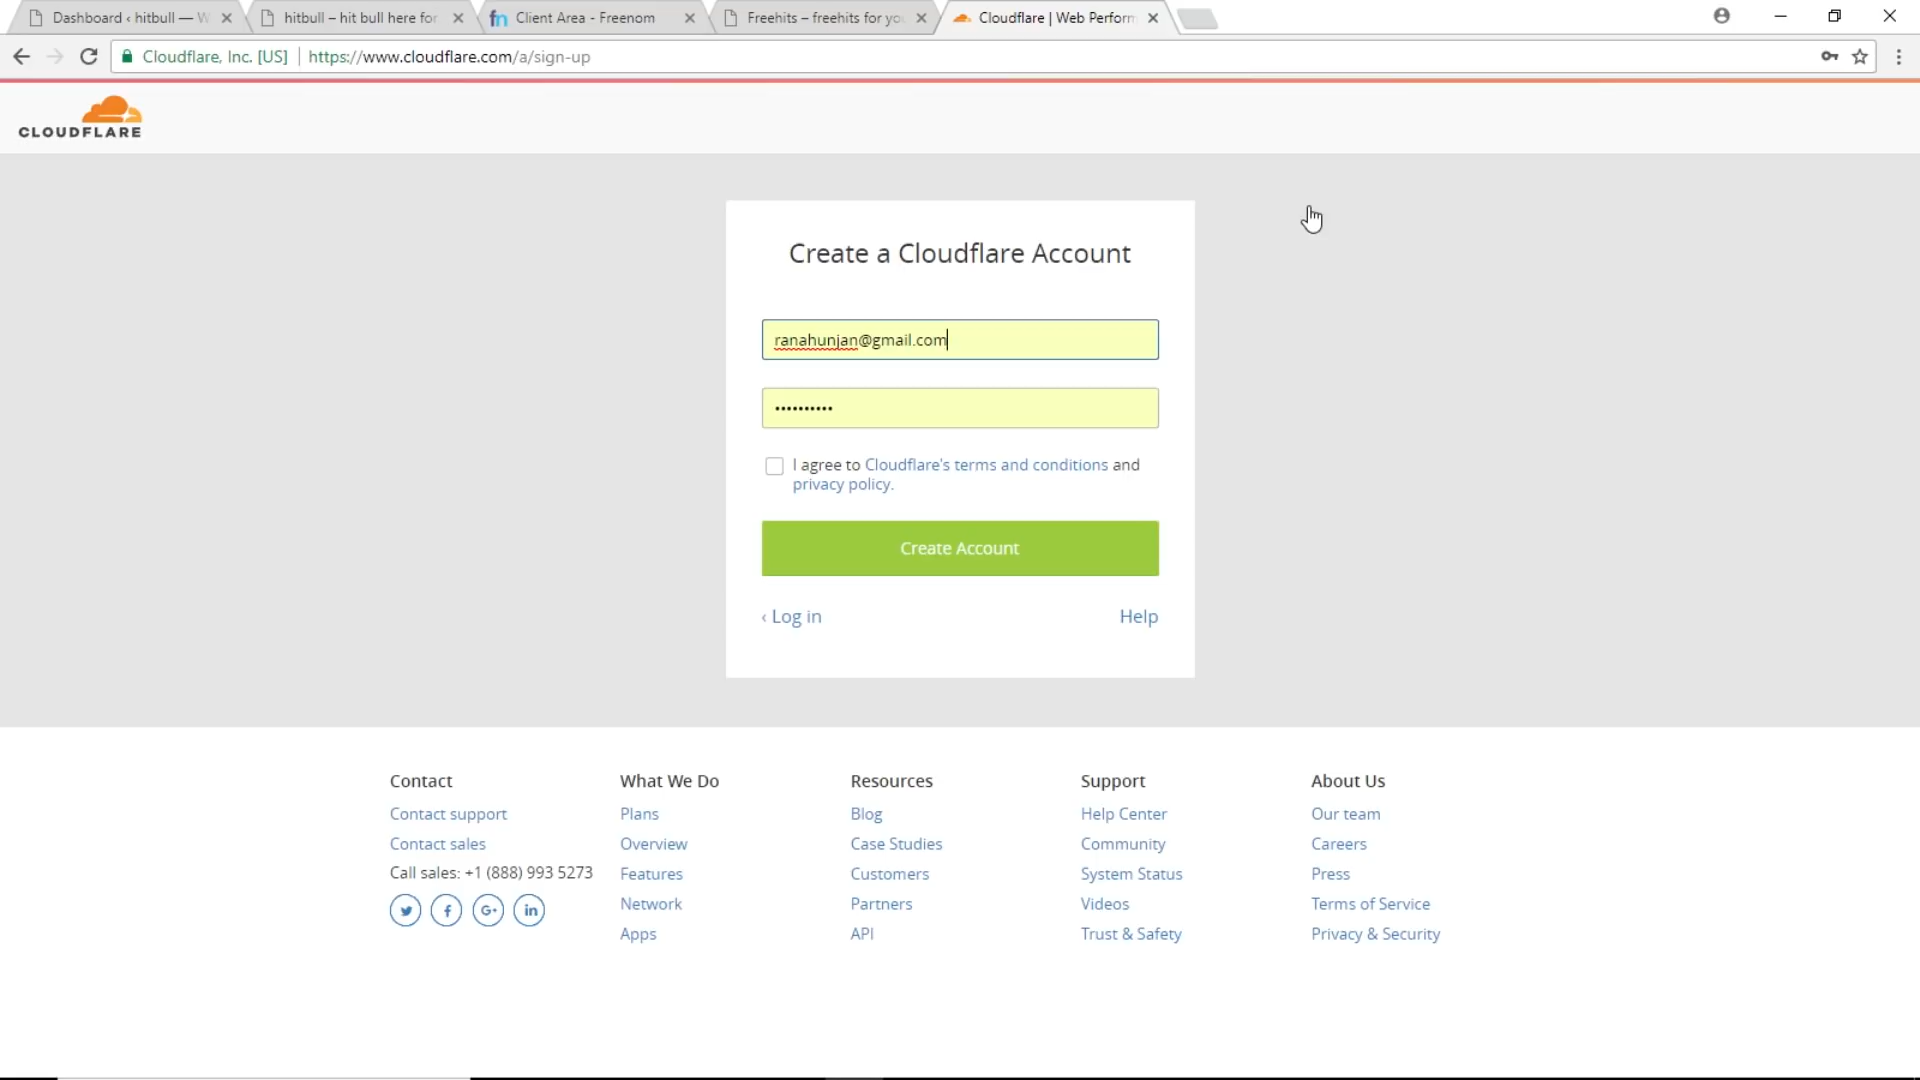 Dashboard ‹ hitbull — W
hitbull – hit bull here for
Client Area - Freenom
Freehits – freehits for you
Cloudflare | Web Perform
Cloudflare, Inc. [US]
https://www.cloudflare.com/a/sign-up
CLOUDFLARE
Create a Cloudflare Account
ranahunjan@gmail.com
••••••••••
I agree to Cloudflare's terms and conditions and
privacy policy.
Create Account
‹ Log in
Help
Contact
Contact support
Contact sales
Call sales: +1 (888) 993 5273
What We Do
Plans
Overview
Features
Network
Apps
Resources
Blog
Case Studies
Customers
Partners
API
Support
Help Center
Community
System Status
Videos
Trust & Safety
About Us
Our team
Careers
Press
Terms of Service
Privacy & Security